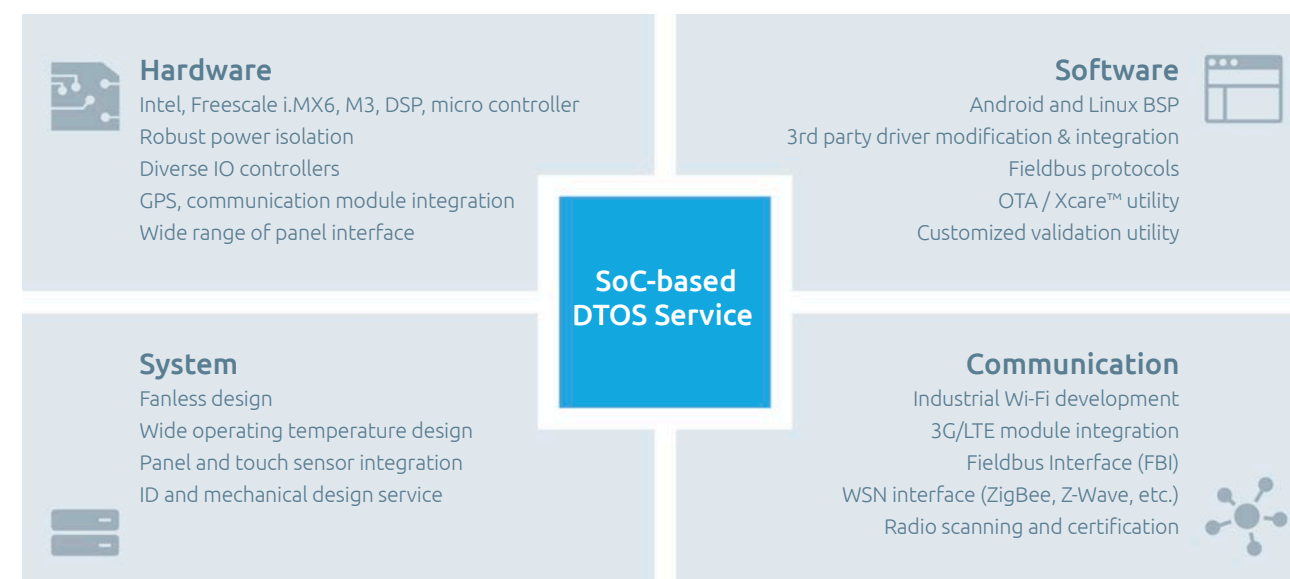 Hardware
Intel, Freescale i.MX6, M3, DSP, micro controller
Robust power isolation
Diverse IO controllers
GPS, communication module integration
Wide range of panel interface
Software
Android and Linux BSP
3rd party driver modification & integration
Fieldbus protocols
OTA / Xcare™ utility
Customized validation utility
SoC-based
DTOS Service
System
Fanless design
Wide operating temperature design
Panel and touch sensor integration
ID and mechanical design service
Communication
Industrial Wi-Fi development
3G/LTE module integration
Fieldbus Interface (FBI)
WSN interface (ZigBee, Z-Wave, etc.)
Radio scanning and certification